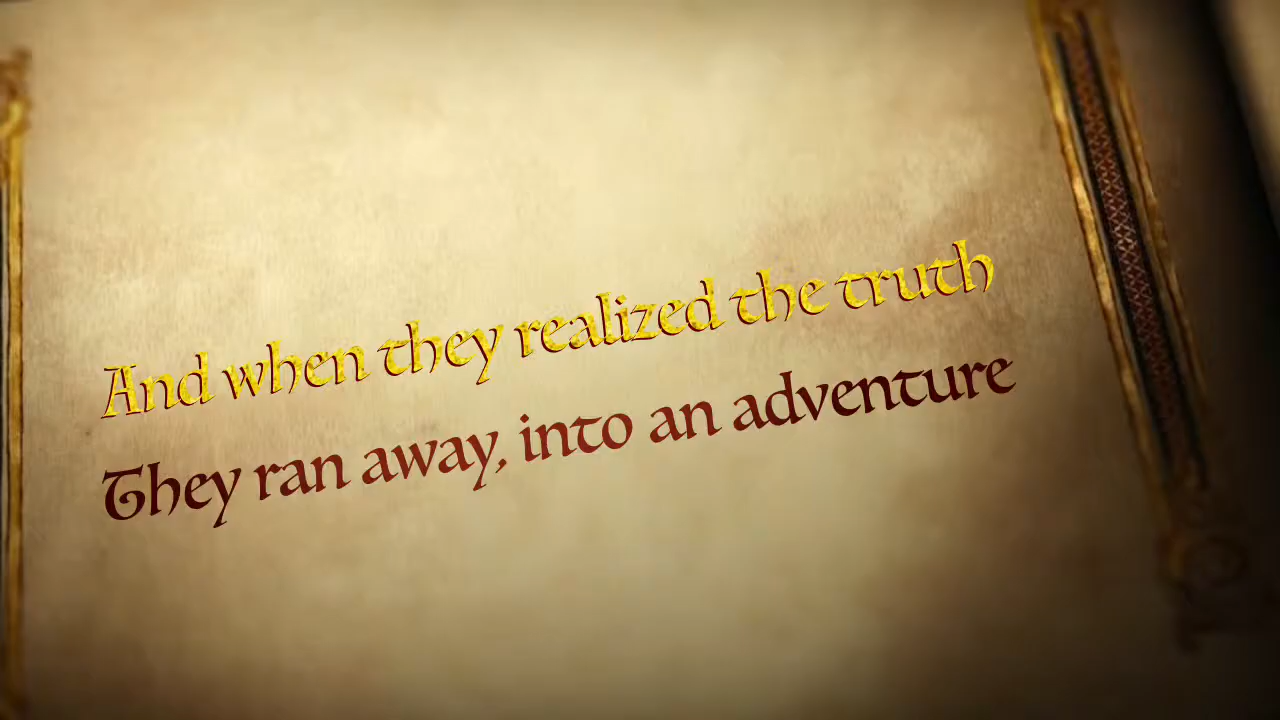 And when they realized the truth
They ran away, into an adventure